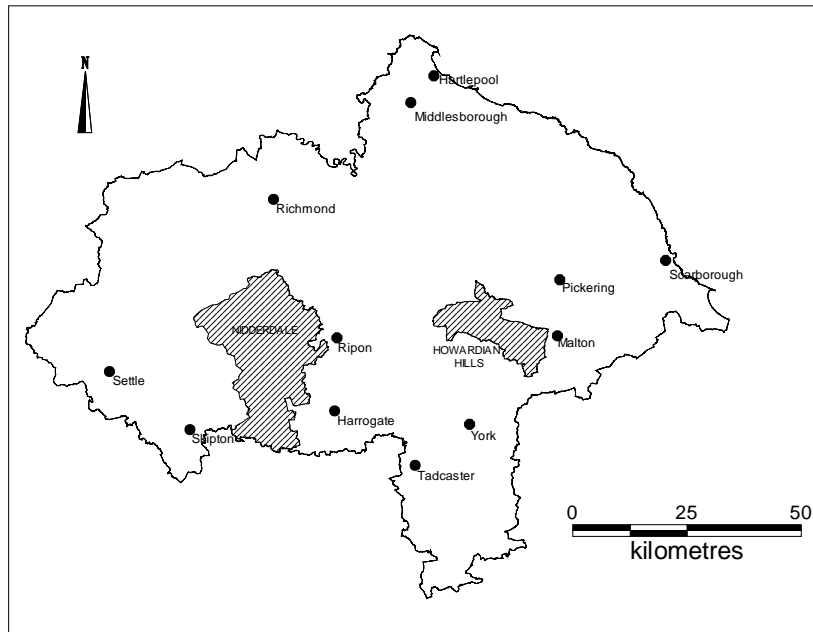 N
Hartlepool
Middlesborough
Richmond
Scarborough
Pickering
NIDDERDALE
Ripon
HOWARDIAN
HILLS
Malton
Settle
Harrogate
Skipton
York
Tadcaster
0 25 50
kilometres